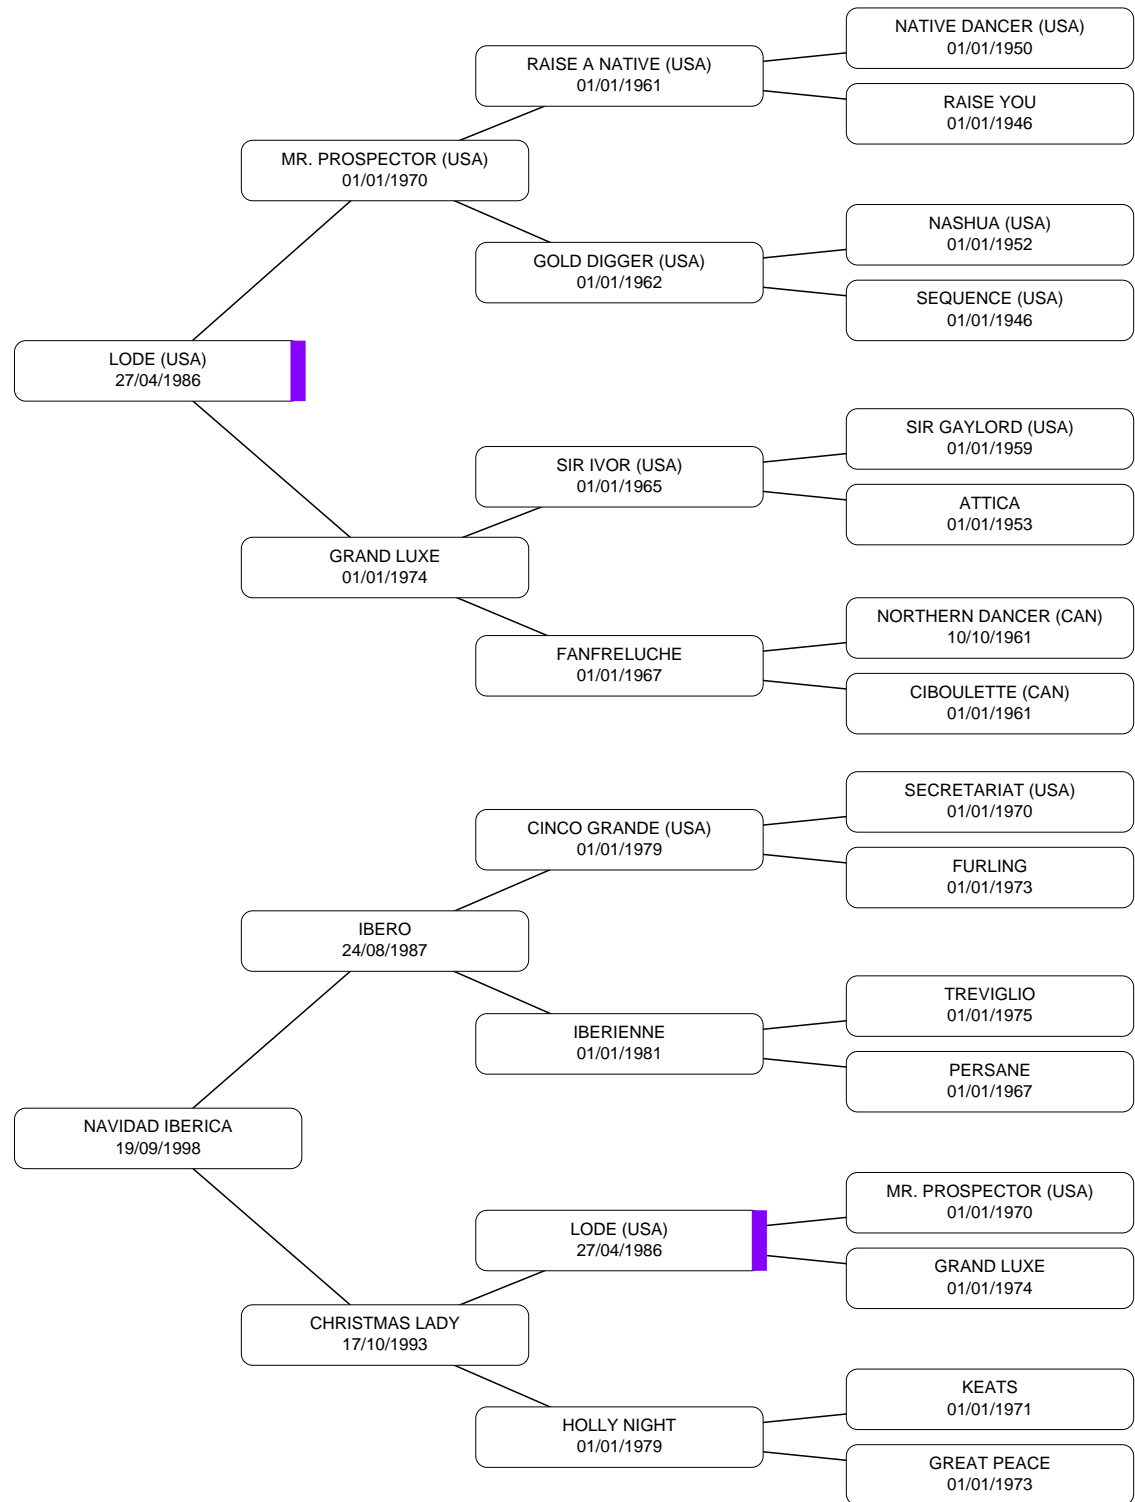 NATIVE DANCER (USA)
01/01/1950
RAISE A NATIVE (USA)
01/01/1961
RAISE YOU
01/01/1946
MR. PROSPECTOR (USA)
01/01/1970
NASHUA (USA)
01/01/1952
GOLD DIGGER (USA)
01/01/1962
SEQUENCE (USA)
01/01/1946
LODE (USA)
27/04/1986
SIR GAYLORD (USA)
01/01/1959
SIR IVOR (USA)
01/01/1965
ATTICA
01/01/1953
GRAND LUXE
01/01/1974
NORTHERN DANCER (CAN)
10/10/1961
FANFRELUCHE
01/01/1967
CIBOULETTE (CAN)
01/01/1961
SECRETARIAT (USA)
01/01/1970
CINCO GRANDE (USA)
01/01/1979
FURLING
01/01/1973
IBERO
24/08/1987
TREVIGLIO
01/01/1975
IBERIENNE
01/01/1981
PERSANE
01/01/1967
NAVIDAD IBERICA
19/09/1998
MR. PROSPECTOR (USA)
01/01/1970
LODE (USA)
27/04/1986
GRAND LUXE
01/01/1974
CHRISTMAS LADY
17/10/1993
KEATS
01/01/1971
HOLLY NIGHT
01/01/1979
GREAT PEACE
01/01/1973